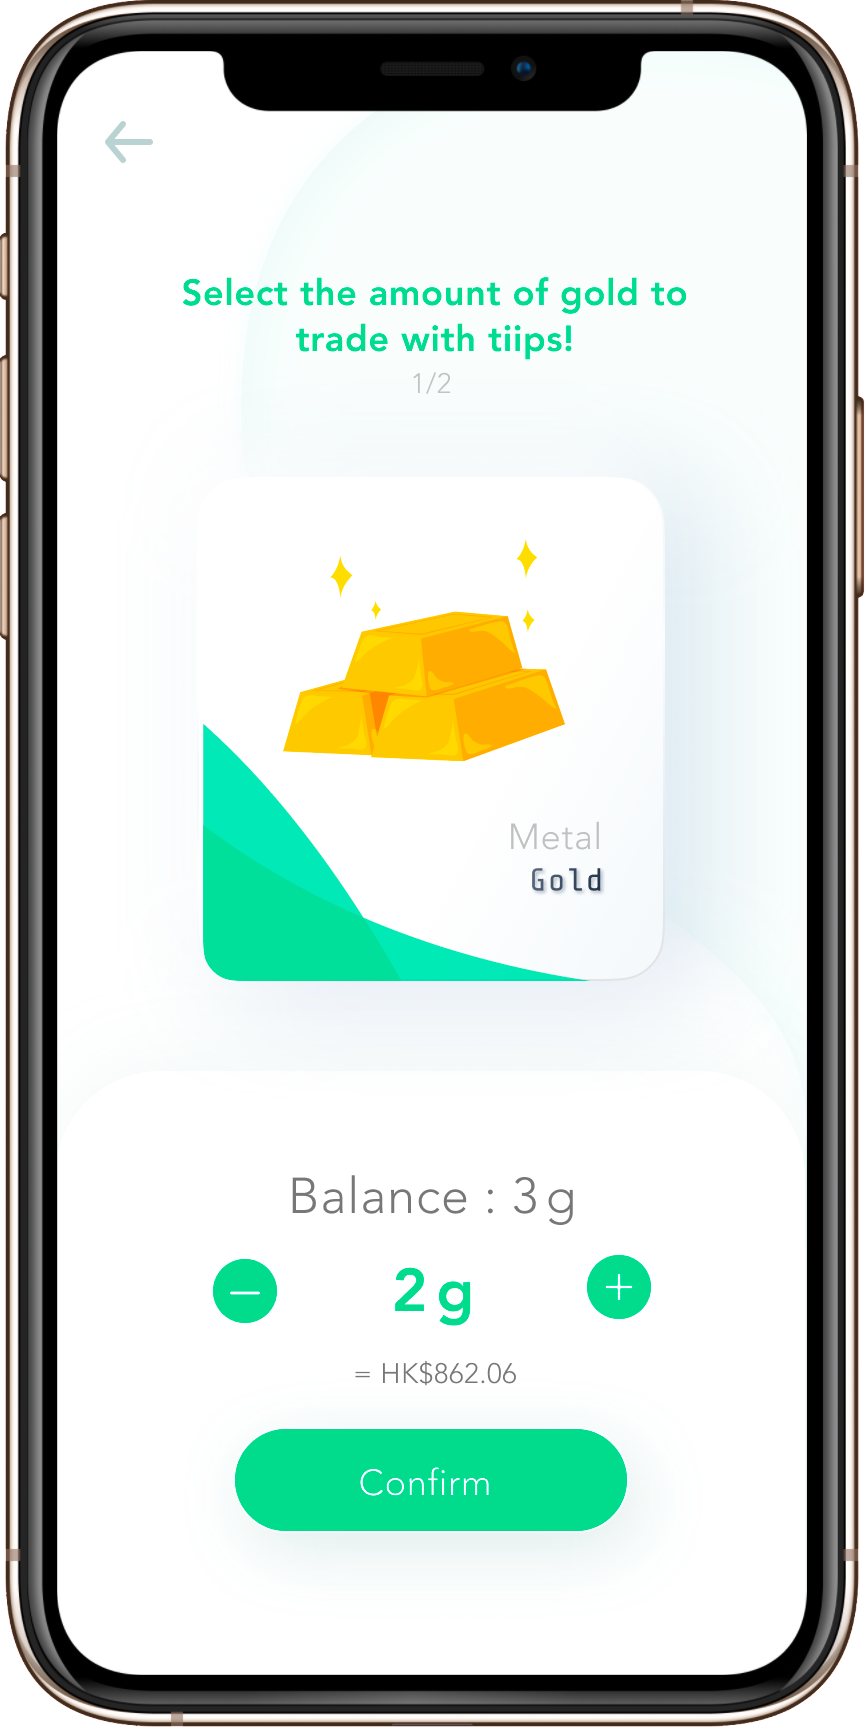 Select the amount of gold to
trade with tiips!
1/2
Metal
Gold
Balance : 3 g
2 g
= HK$862.06
Confirm